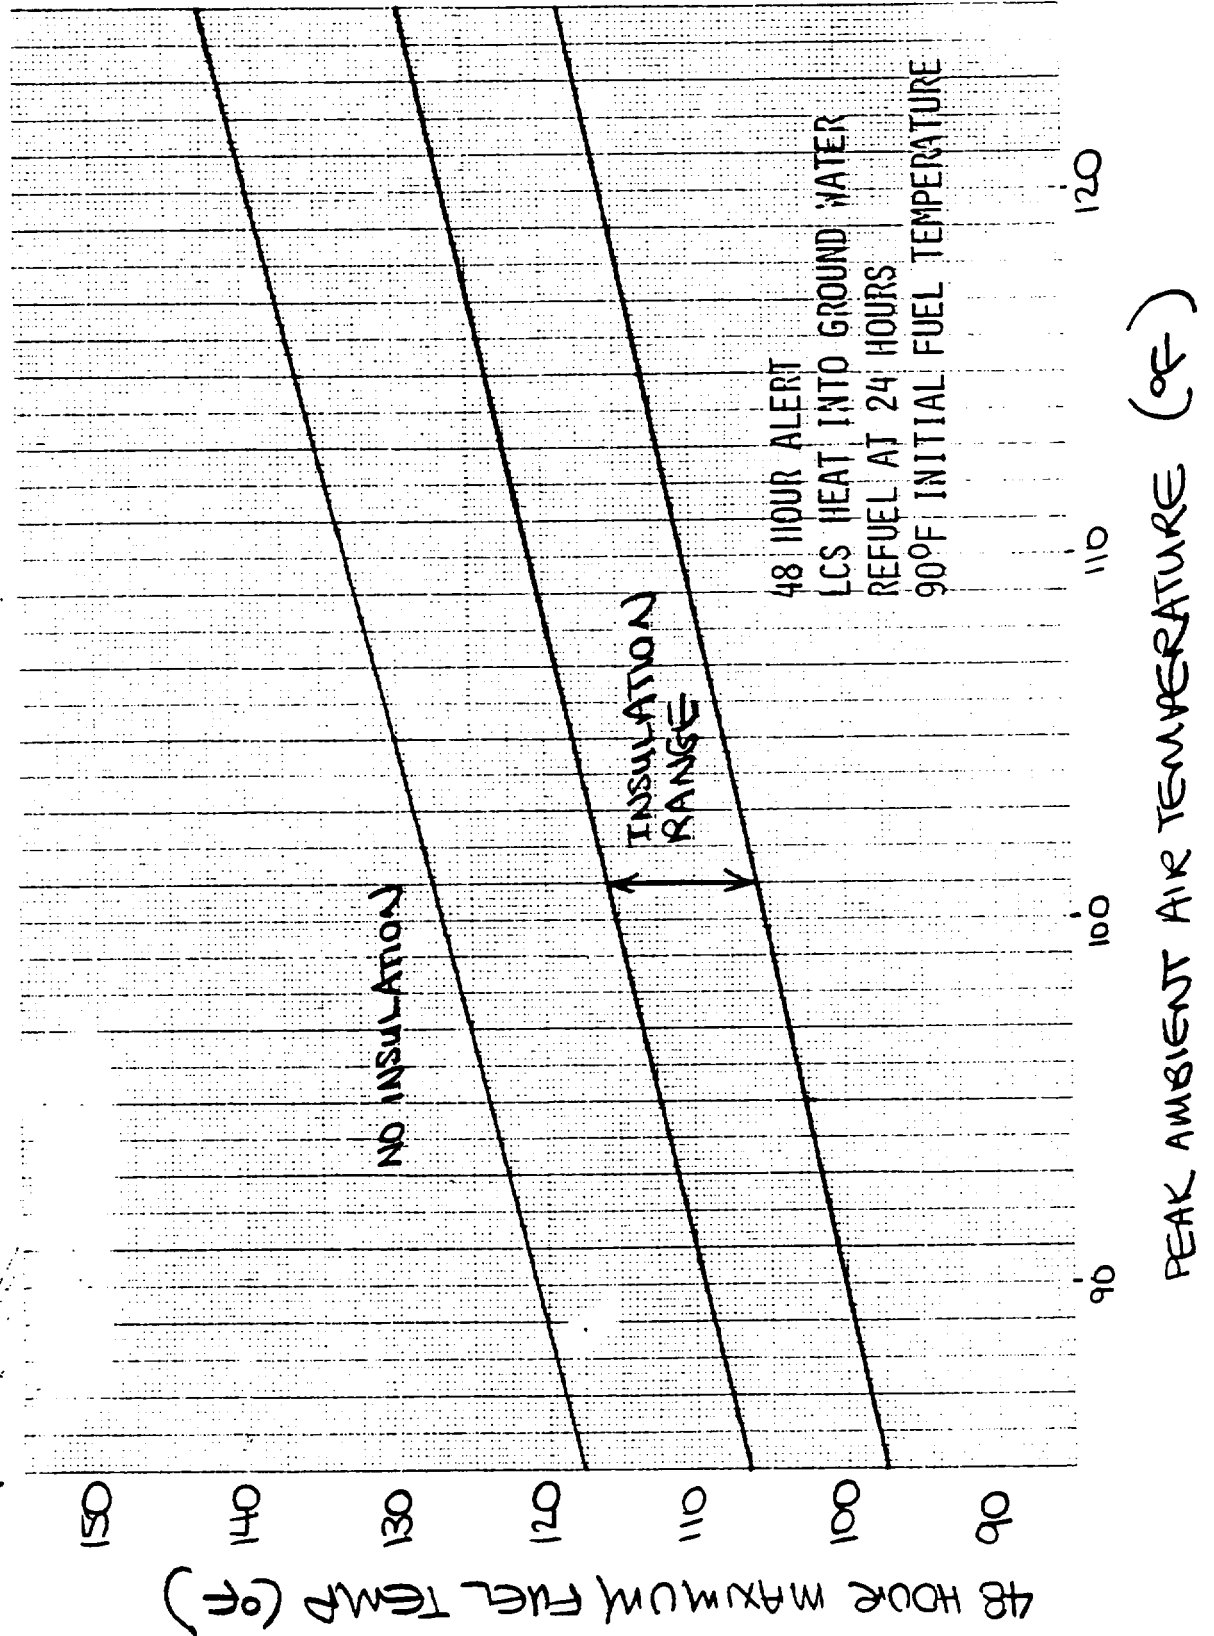 150
140
130
120
110
100
90
48 HOUR MAXIMUM FUEL TEMP (°F)
NO INSULATION
INSULATION
RANGE
48 HOUR ALERT
LCS HEAT INTO GROUND WATER
REFUEL AT 24 HOURS
90°F INITIAL FUEL TEMPERATURE
90
100
110
120
PEAK AMBIENT AIR TEMPERATURE (°F)